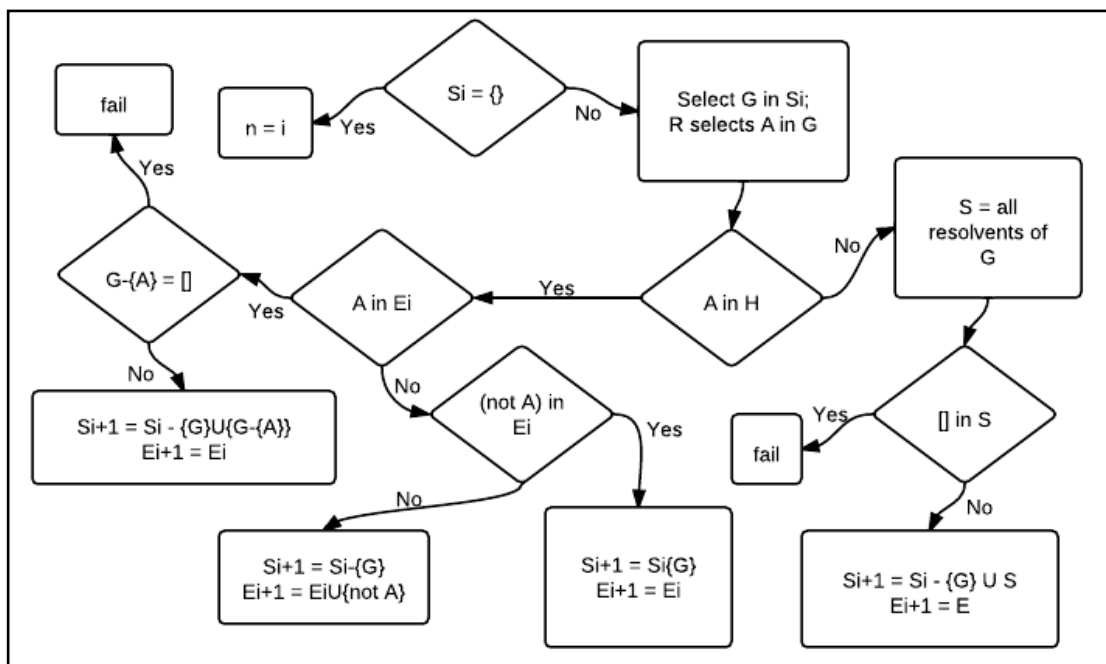 Si = {}
Yes
No
n = i
Select G in Si;
R selects A in G
fail
Yes
G-{A} = []
Yes
A in Ei
Yes
A in H
No
S = all
resolvents of
G
No
Si+1 = Si - {G}U{G-{A}}
Ei+1 = Ei
No
(not A) in
Ei
Yes
No
Si+1 = Si-{G}
Ei+1 = EiU{not A}
Si+1 = Si{G}
Ei+1 = Ei
[] in S
Yes
fail
No
Si+1 = Si - {G} U S
Ei+1 = E